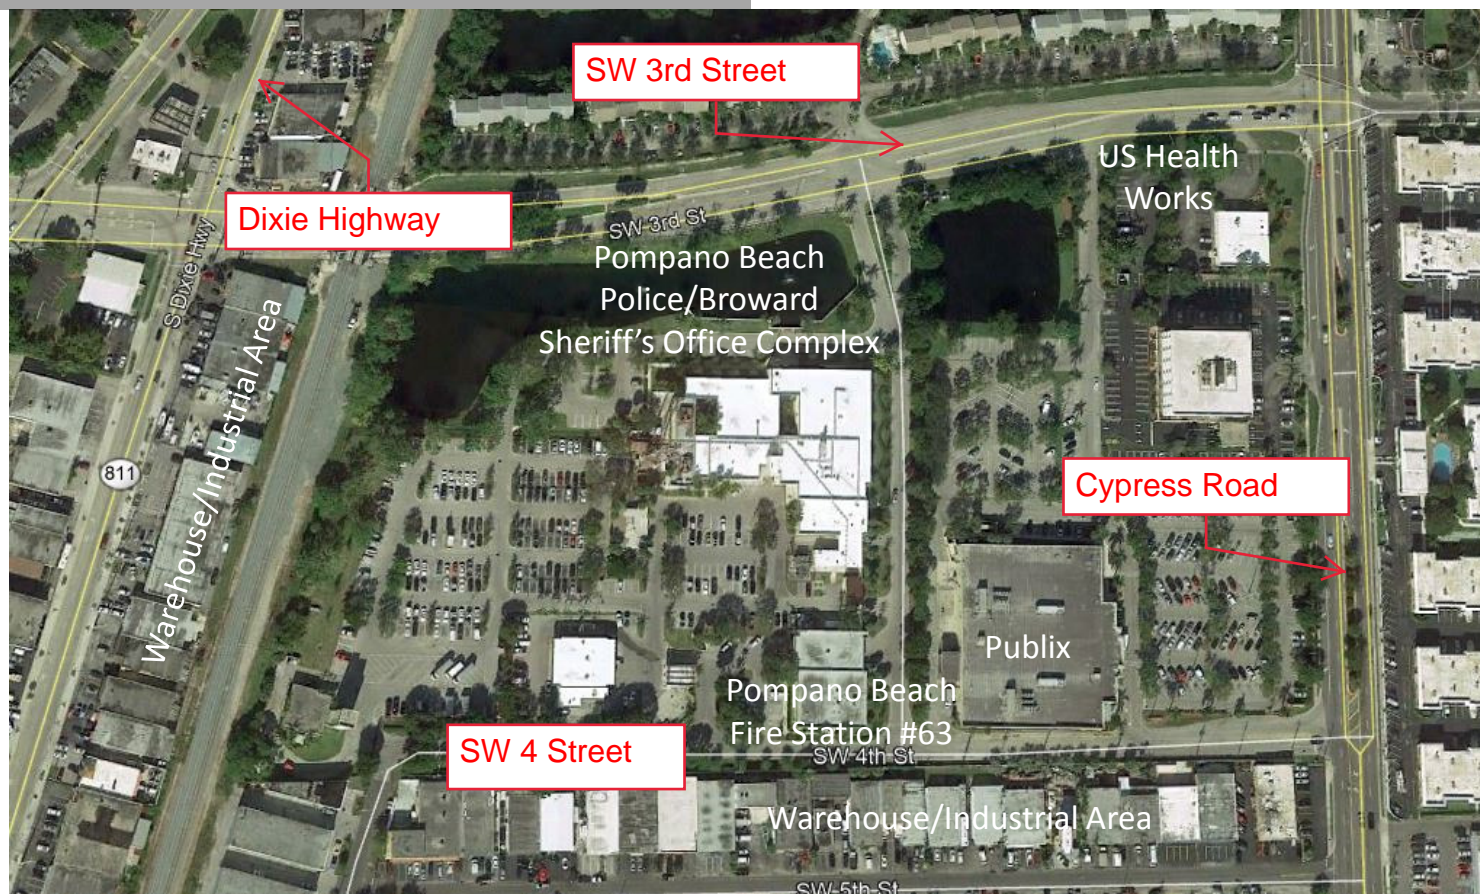 SW 3rd Street
US Health
Works
Dixie Highway
SW 3rd St
S Dixie Hwy
Pompano Beach
Police/Broward
Sheriff’s Office Complex
Warehouse/Industrial Area
811
Cypress Road
Publix
Pompano Beach
Fire Station #63
SW 4 Street
SW 4th St
Warehouse/Industrial Area
SW 5th St